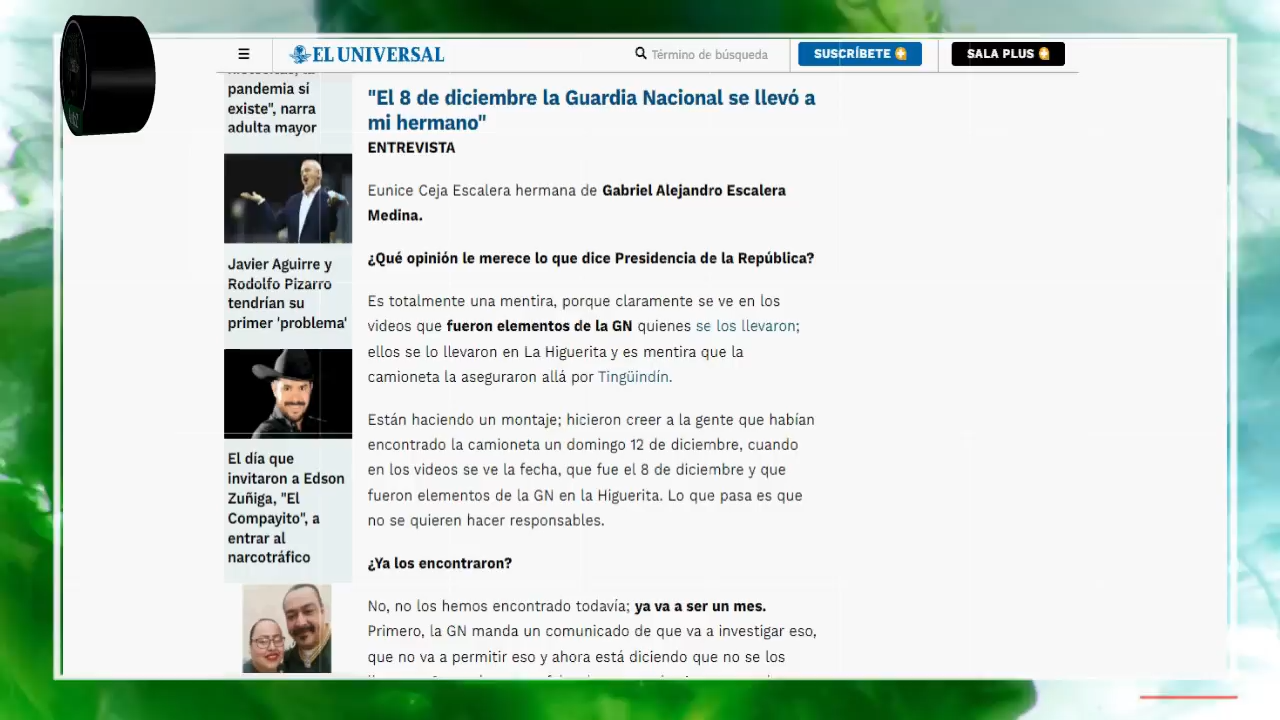 EL UNIVERSAL
Término de búsqueda
SUSCRÍBETE
SALA PLUS
pandemia si
existe", narra
adulta mayor
Javier Aguirre y
Rodolfo Pizarro
tendrían su
primer 'problema'
El día que
invitaron a Edson
Zuñiga, "El
Compayito", a
entrar al
narcotráfico
"El 8 de diciembre la Guardia Nacional se llevó a
mi hermano"
ENTREVISTA
Eunice Ceja Escalera hermana de Gabriel Alejandro Escalera
Medina.
¿Qué opinión le merece lo que dice Presidencia de la República?
Es totalmente una mentira, porque claramente se ve en los
videos que fueron elementos de la GN quienes se los llevaron;
ellos se lo llevaron en La Higuerita y es mentira que la
camioneta la aseguraron allá por Tingüindín.
Están haciendo un montaje; hicieron creer a la gente que habían
encontrado la camioneta un domingo 12 de diciembre, cuando
en los videos se ve la fecha, que fue el 8 de diciembre y que
fueron elementos de la GN en la Higuerita. Lo que pasa es que
no se quieren hacer responsables.
¿Ya los encontraron?
No, no los hemos encontrado todavía; ya va a ser un mes.
Primero, la GN manda un comunicado de que va a investigar eso,
que no va a permitir eso y ahora está diciendo que no se los